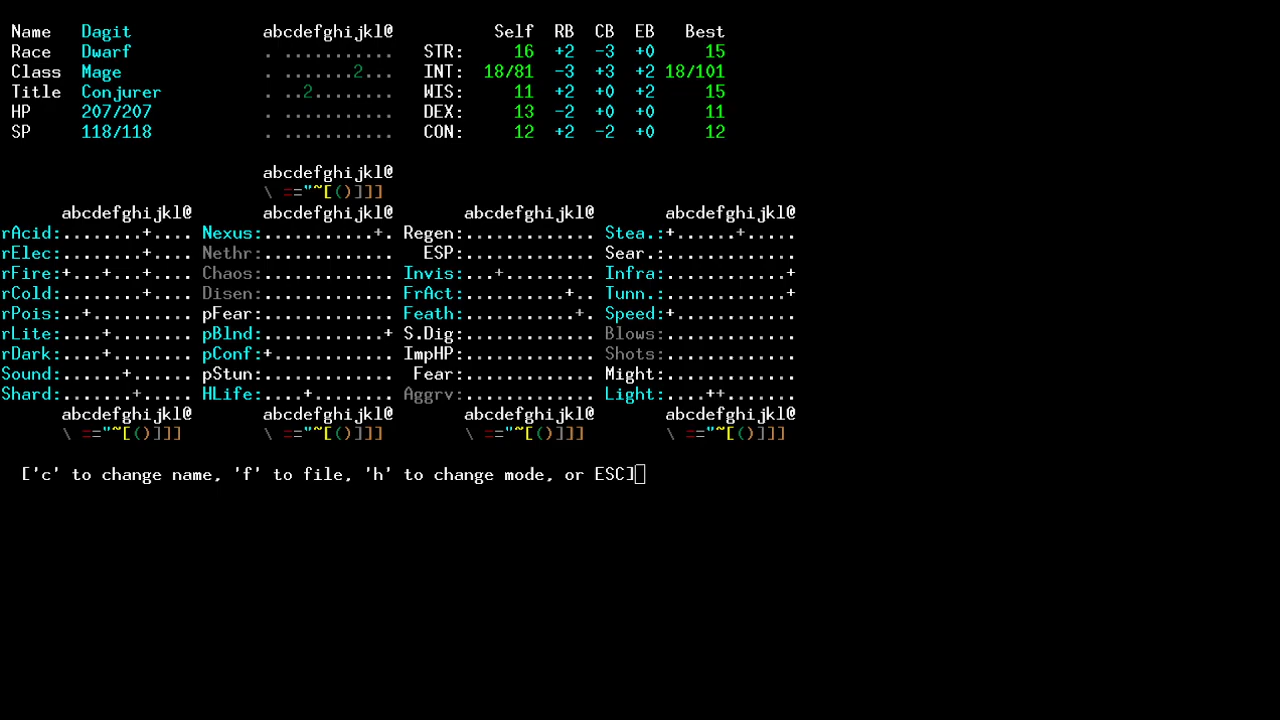 Name   Dagit             abcdefghijkl@          Self  RB  CB  EB   Best
Race   Dwarf             . ...........   STR:     16  +2  -3  +0     15
Class  Mage              . .......2...   INT:  18/81  -3  +3  +2 18/101
Title  Conjurer          . ..2........   WIS:     11  +2  +0  +2     15
HP     207/207           . ...........   DEX:     13  -2  +0  +0     11
SP     118/118           . ...........   CON:     12  +2  -2  +0     12
abcdefghijkl@
\ =="~[()]]]
abcdefghijkl@       abcdefghijkl@       abcdefghijkl@       abcdefghijkl@
rAcid:........+.... Nexus:...........+. Regen:............. Stea.:+......+.....
rElec:........+.... Nethr:.............   ESP:............. Sear.:.............
rFire:+...+...+.... Chaos:............. Invis:...+......... Infra:............+
rCold:........+.... Disen:............. FrAct:..........+.. Tunn.:............+
rPois:..+.......... pFear:............. Feath:...........+. Speed:+............
rLite:....+........ pBlnd:............+ S.Dig:............. Blows:.............
rDark:....+........ pConf:+............ ImpHP:............. Shots:.............
Sound:......+...... pStun:.............  Fear:............. Might:.............
Shard:.......+..... HLife:....+........ Aggrv:............. Light:....++.......
abcdefghijkl@       abcdefghijkl@       abcdefghijkl@       abcdefghijkl@
\ =="~[()]]]        \ =="~[()]]]        \ =="~[()]]]        \ =="~[()]]]
['c' to change name, 'f' to file, 'h' to change mode, or ESC]